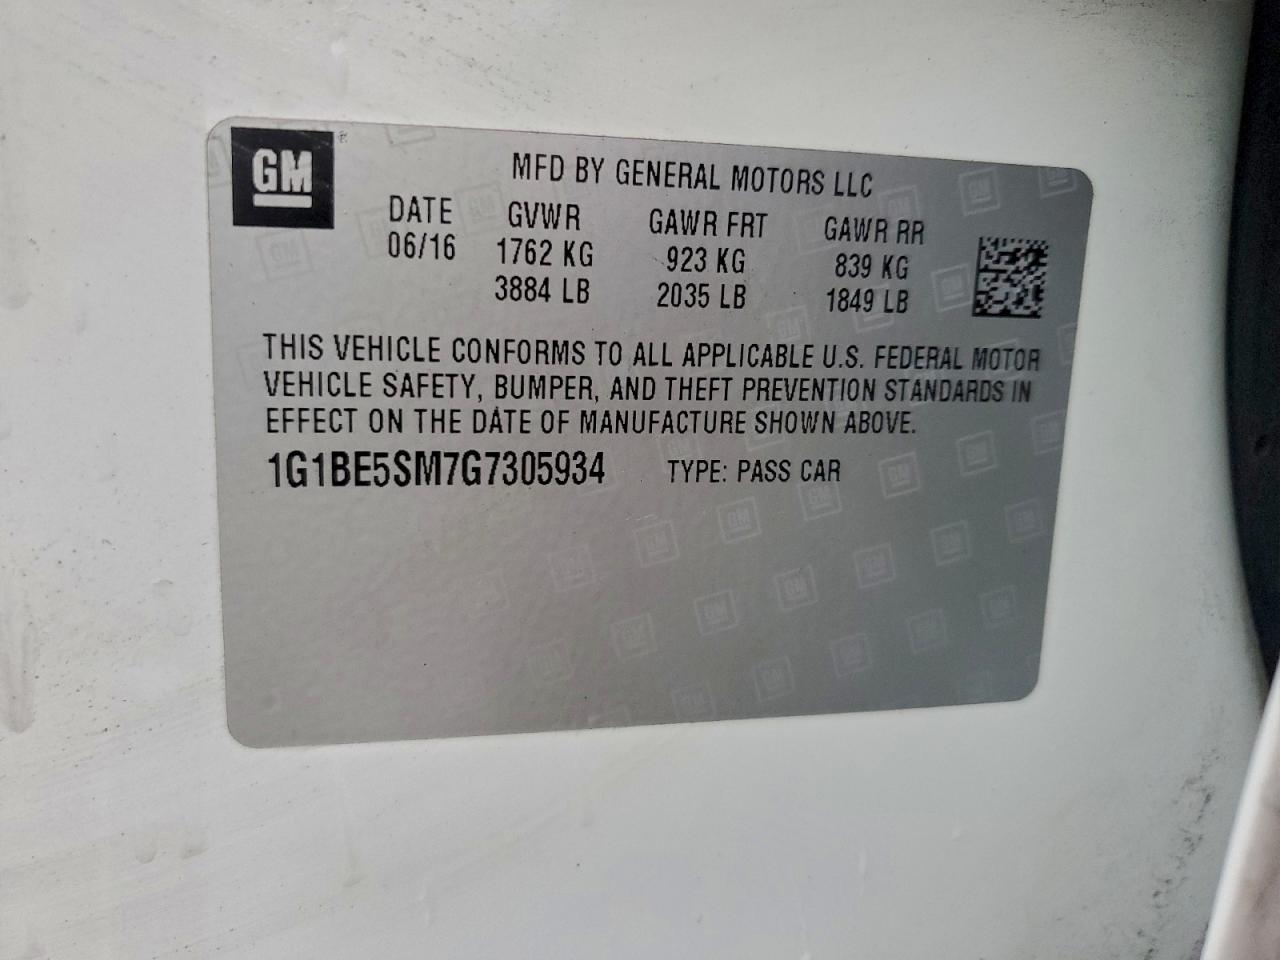 GM ®
MFD BY GENERAL MOTORS LLC
DATE GVWR GAWR FRT GAWR RR
06/16 1762 KG 923 KG 839 KG
3884 LB 2035 LB 1849 LB
THIS VEHICLE CONFORMS TO ALL APPLICABLE U.S. FEDERAL MOTOR
VEHICLE SAFETY, BUMPER, AND THEFT PREVENTION STANDARDS IN
EFFECT ON THE DATE OF MANUFACTURE SHOWN ABOVE.
1G1BE5SM7G7305934 TYPE: PASS CAR